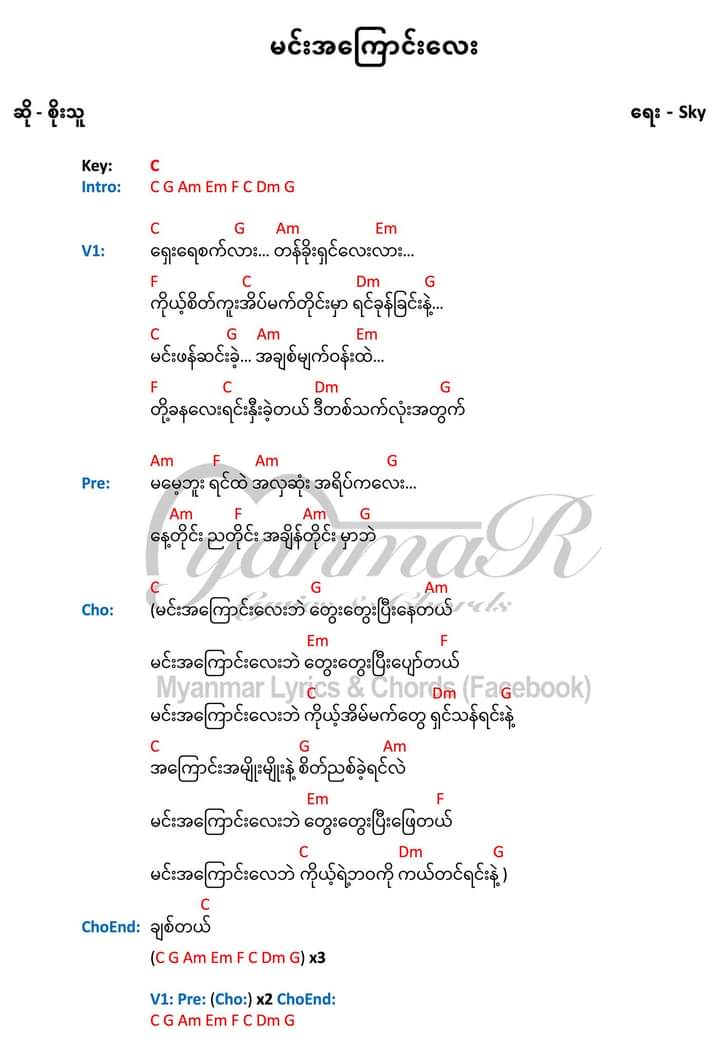 မင်းအကြောင်းလေး
ဆို - စိုးသူ ရေး - Sky
Key: C
Intro: C G Am Em F C Dm G
C G Am Em
V1: ရှေးရေစက်လား... တန်ခိုးရှင်လေးလား...
F C Dm G
ကိုယ့်စိတ်ကူးအိပ်မက်တိုင်းမှာ ရင်ခုန်ခြင်းနဲ့...
C G Am Em
မင်းဖန်ဆင်းခဲ့... အချစ်မျက်ဝန်းထဲ...
F C Dm G
တို့ခနလေးရင်းနှီးခဲ့တယ် ဒီတစ်သက်လုံးအတွက်
Am F Am G
Pre: မမေ့ဘူး ရင်ထဲ အလှဆုံး အရိပ်ကလေး...
Am F Am G
နေ့တိုင်း ညတိုင်း အချိန်တိုင်း မှာဘဲ
C G Am
Cho: (မင်းအကြောင်းလေးဘဲ တွေးတွေးပြီးနေတယ်
Em F
မင်းအကြောင်းလေးဘဲ တွေးတွေးပြီးပျော်တယ်
C Dm G
မင်းအကြောင်းလေးဘဲ ကိုယ့်အိမ်မက်တွေ ရှင်သန်ရင်းနဲ့
C G Am
အကြောင်းအမျိုးမျိုးနဲ့ စိတ်ညစ်ခဲ့ရင်လဲ
Em F
မင်းအကြောင်းလေးဘဲ တွေးတွေးပြီးဖြေတယ်
C Dm G
မင်းအကြောင်းလေဘဲ ကိုယ့်ရဲ့ဘဝကို ကယ်တင်ရင်းနဲ့ )
C
ChoEnd: ချစ်တယ်
(C G Am Em F C Dm G) x3
V1: Pre: (Cho:) x2 ChoEnd:
C G Am Em F C Dm G
yanmaR
Lyrics & Chords
Myanmar Lyrics & Chords (Facebook)